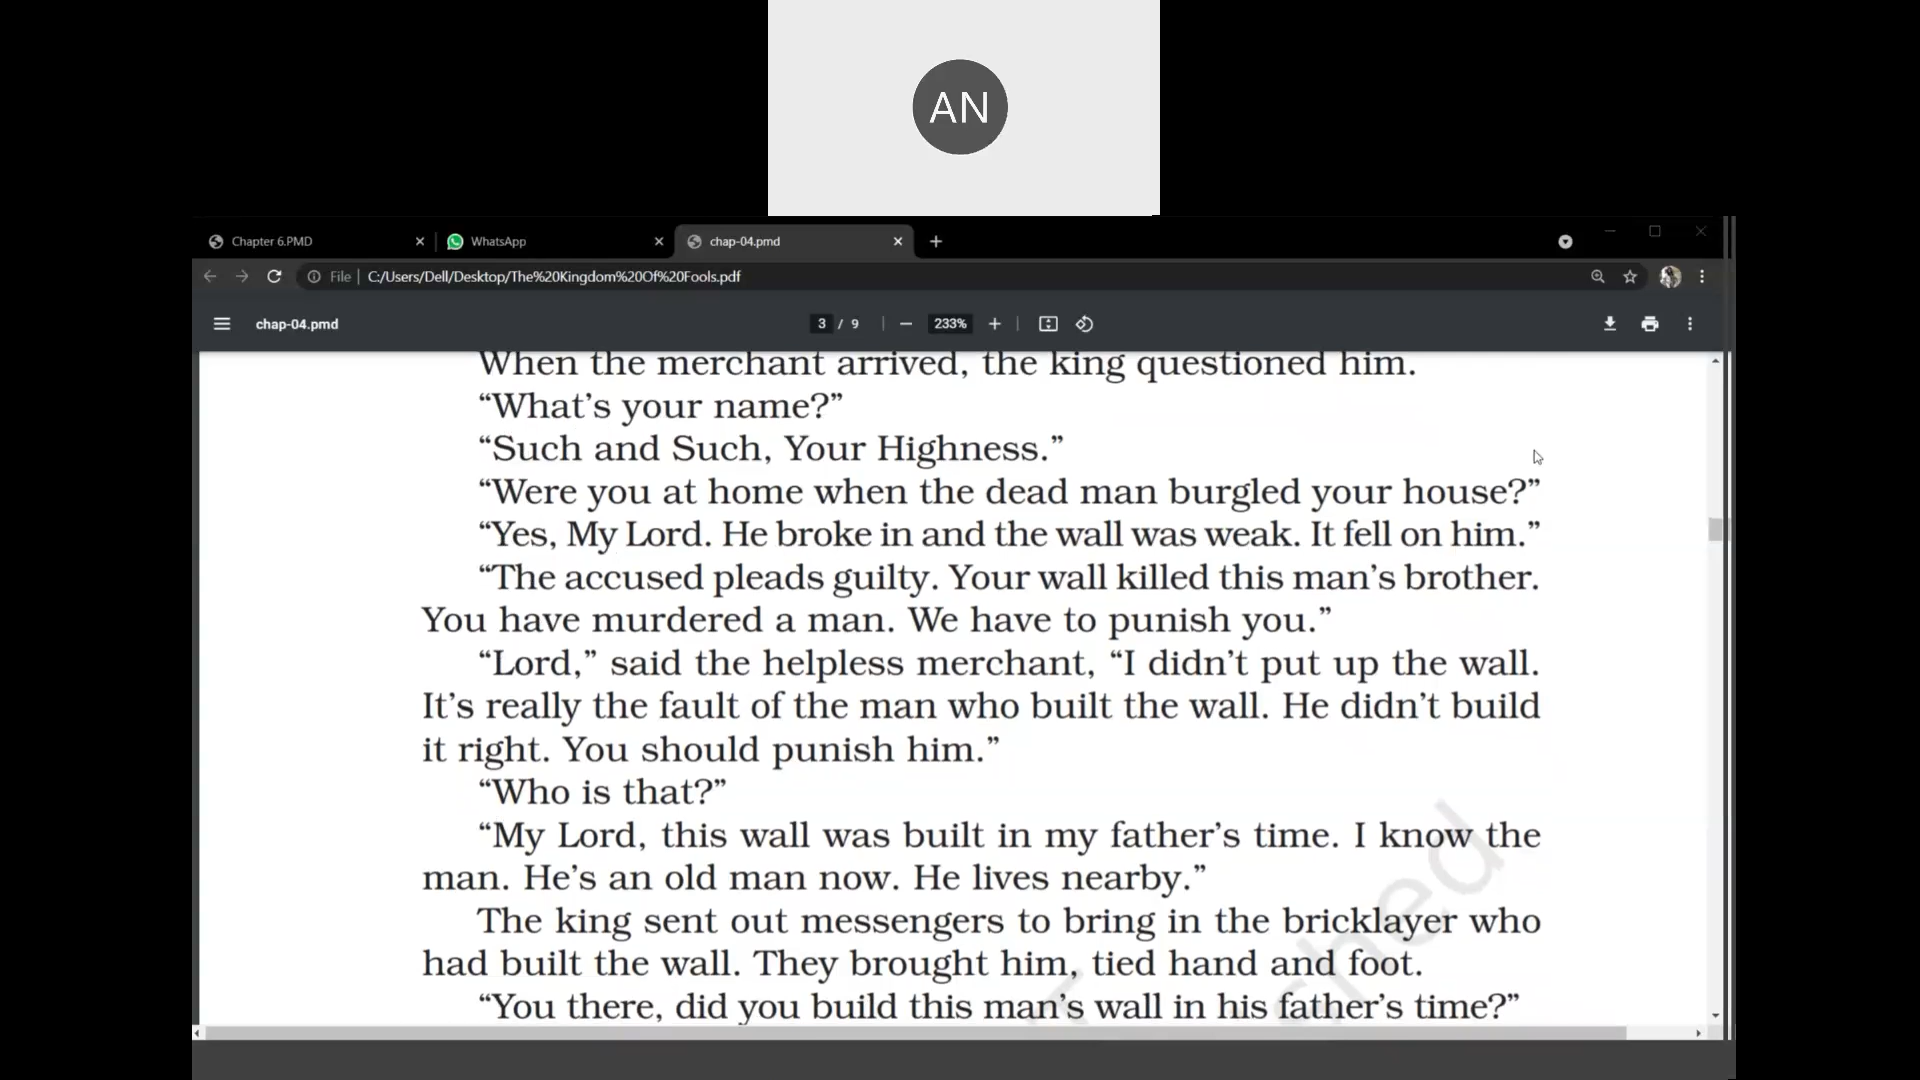 AN
Chapter 6.PMD
WhatsApp
chap-04.pmd
File
C:/Users/Dell/Desktop/The%20Kingdom%20Of%20Fools.pdf
chap-04.pmd
3 / 9
233%
When the merchant arrived, the king questioned him.
“What’s your name?”
“Such and Such, Your Highness.”
“Were you at home when the dead man burgled your house?”
“Yes, My Lord. He broke in and the wall was weak. It fell on him.”
“The accused pleads guilty. Your wall killed this man’s brother.
You have murdered a man. We have to punish you.”
“Lord,” said the helpless merchant, “I didn’t put up the wall.
It’s really the fault of the man who built the wall. He didn’t build
it right. You should punish him.”
“Who is that?”
“My Lord, this wall was built in my father’s time. I know the
man. He’s an old man now. He lives nearby.”
The king sent out messengers to bring in the bricklayer who
had built the wall. They brought him, tied hand and foot.
“You there, did you build this man’s wall in his father’s time?”